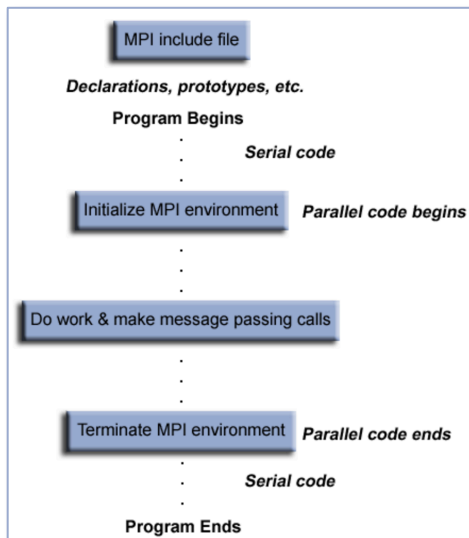 MPI include file
Declarations, prototypes, etc.
Program Begins
Serial code
Initialize MPI environment
Parallel code begins
Do work & make message passing calls
Terminate MPI environment
Parallel code ends
Serial code
Program Ends